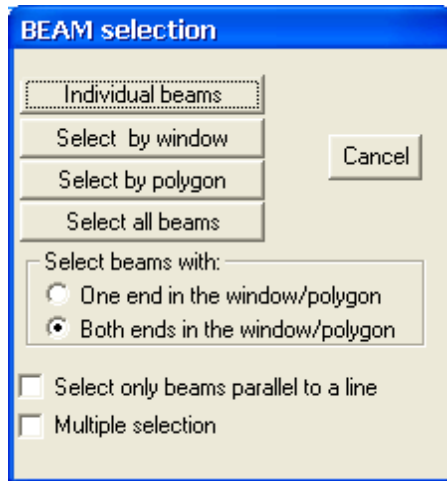 BEAM selection
Individual beams
Select by window
Select by polygon
Select all beams
Cancel
Select beams with:
One end in the window/polygon
Both ends in the window/polygon
Select only beams parallel to a line
Multiple selection